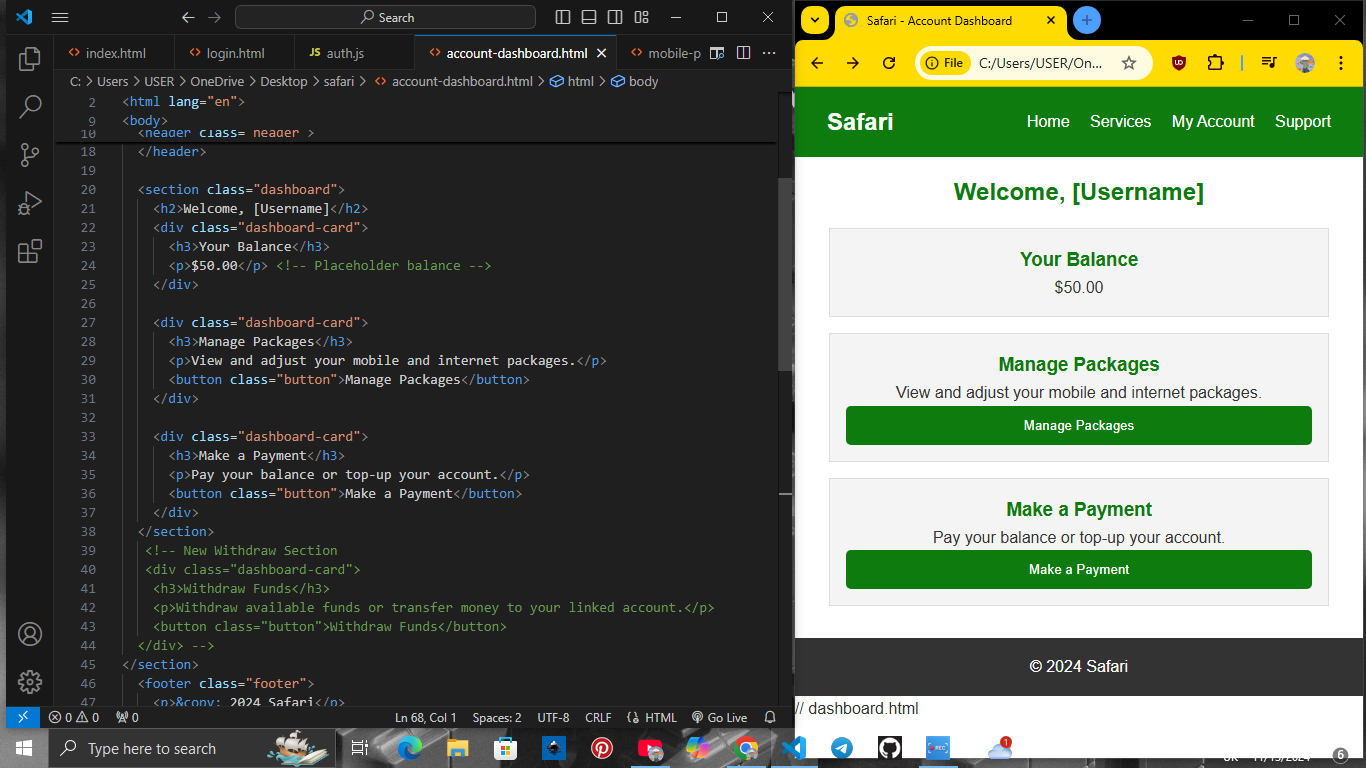 Search
index.html
login.html
JS auth.js
account-dashboard.html
mobile-p
C: > Users > USER > OneDrive > Desktop > safari > account-dashboard.html > html > body
2 <html lang="en">
9 <body>
10 <header class="header">
18 </header>
19
20 <section class="dashboard">
21 <h2>Welcome, [Username]</h2>
22 <div class="dashboard-card">
23 <h3>Your Balance</h3>
24 <p>$50.00</p> <!-- Placeholder balance -->
25 </div>
26
27 <div class="dashboard-card">
28 <h3>Manage Packages</h3>
29 <p>View and adjust your mobile and internet packages.</p>
30 <button class="button">Manage Packages</button>
31 </div>
32
33 <div class="dashboard-card">
34 <h3>Make a Payment</h3>
35 <p>Pay your balance or top-up your account.</p>
36 <button class="button">Make a Payment</button>
37 </div>
38 </section>
39 <!-- New Withdraw Section
40 <div class="dashboard-card">
41 <h3>Withdraw Funds</h3>
42 <p>Withdraw available funds or transfer money to your linked account.</p>
43 <button class="button">Withdraw Funds</button>
44 </div> -->
45 </section>
46 <footer class="footer">
47 <p>&copy; 2024 Safari</p>
0 0 0 Ln 68, Col 1 Spaces: 2 UTF-8 CRLF HTML Go Live
Safari - Account Dashboard
File C:/Users/USER/On...
Safari
Home Services My Account Support
Welcome, [Username]
Your Balance
$50.00
Manage Packages
View and adjust your mobile and internet packages.
Manage Packages
Make a Payment
Pay your balance or top-up your account.
Make a Payment
© 2024 Safari
// dashboard.html
Type here to search
REC
1
UK 11/15/2024
6